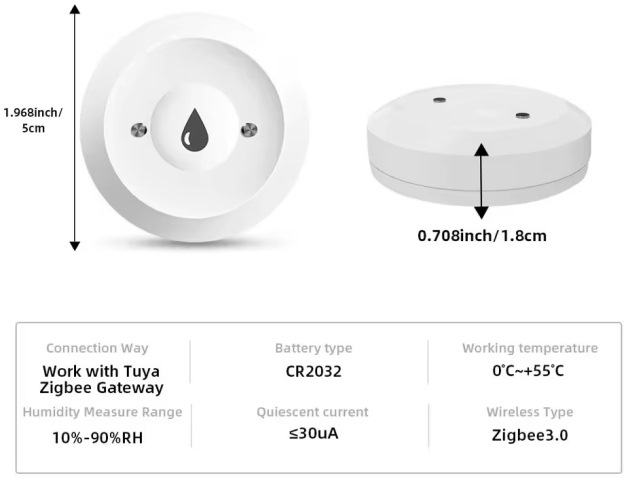 1.968inch/
5cm
0.708inch/1.8cm
Connection Way
Battery type
Working temperature
Work with Tuya
Zigbee Gateway
CR2032
0°C~+55°C
Humidity Measure Range
Quiescent current
Wireless Type
10%-90%RH
≤30uA
Zigbee3.0